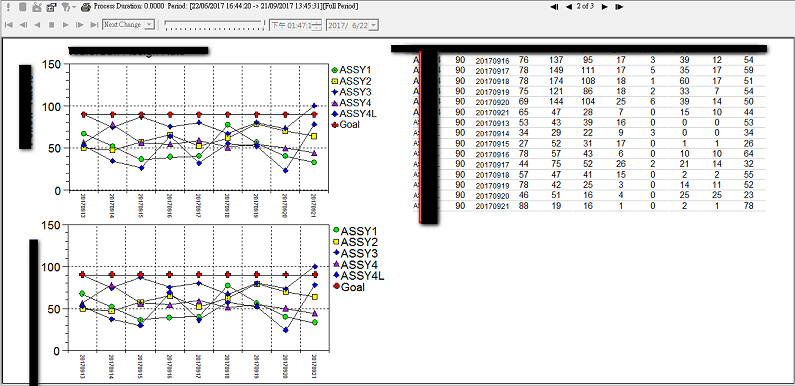 Process Duration: 0.0000 Period: [22/06/2017 16:44:20 -> 21/09/2017 13:45:31][Full Period]
2 of 3
Next Change
下午 01:47:1
2017/ 6/22
150
100
50
0
20170913
20170914
20170915
20170916
20170917
20170918
20170919
20170920
20170921
ASSY1
ASSY2
ASSY3
ASSY4
ASSY4L
Goal
150
100
50
0
20170913
20170914
20170915
20170916
20170917
20170918
20170919
20170920
20170921
ASSY1
ASSY2
ASSY3
ASSY4
ASSY4L
Goal
90 20170916 76 137 95 17 3 39 12 54
90 20170917 78 149 111 17 5 35 17 59
90 20170918 78 174 108 18 1 60 17 51
90 20170919 75 121 86 18 2 33 7 54
90 20170920 69 144 104 25 6 39 14 50
90 20170921 65 47 28 7 0 15 10 44
90 20170913 53 43 39 16 0 0 0 53
90 20170914 34 29 22 9 3 0 0 34
90 20170915 27 52 31 17 0 1 1 26
90 20170916 78 57 43 6 0 10 10 64
90 20170917 44 75 52 26 2 21 14 32
90 20170918 57 47 41 15 0 2 2 55
90 20170919 78 42 25 3 0 14 11 52
90 20170920 46 51 16 4 0 25 25 23
90 20170921 88 19 16 1 0 2 1 78